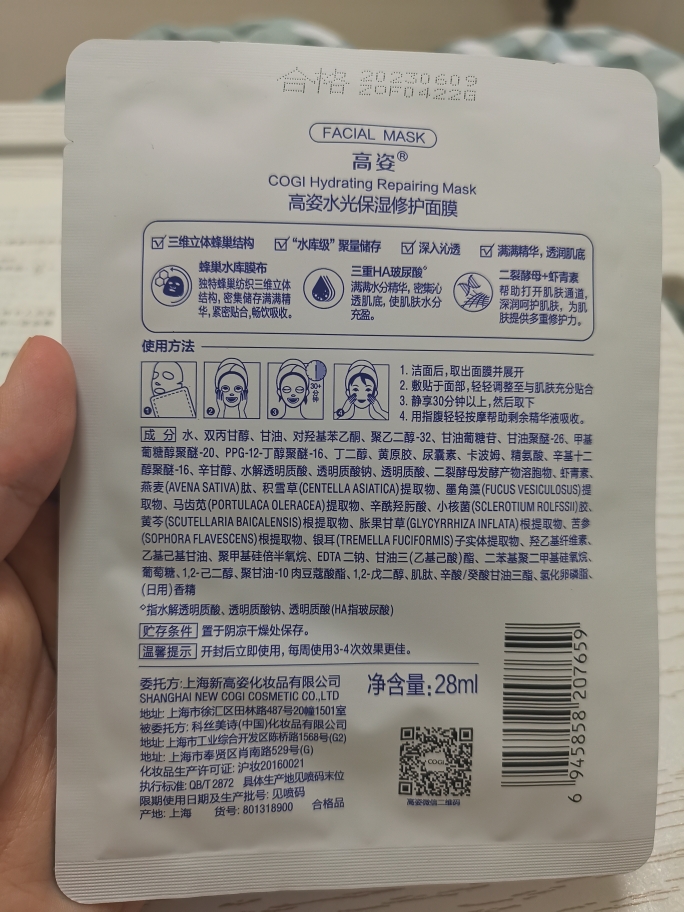 合格 20230609
ZOF0422G
FACIAL MASK
高姿®
COGI Hydrating Repairing Mask
高姿水光保湿修护面膜
三维立体蜂巢结构 “水库级”聚量储存 深入沁透 满满精华，透润肌底
蜂巢水库膜布
独特蜂巢纺织三维立体
结构，密集储存满满精
华，紧密贴合，畅饮吸收。
三重HA玻尿酸◇
满满水分精华，密集沁
透肌底，使肌肤水分
充盈。
二裂酵母+虾青素
帮助打开肌肤通道，
深润呵护肌肤，为肌
肤提供多重修护力。
使用方法
1 2 3 30+分钟 4
1. 洁面后，取出面膜并展开
2. 敷贴于面部，轻轻调整至与肌肤充分贴合
3. 静享30分钟以上，然后取下
4. 用指腹轻轻按摩帮助剩余精华液吸收。
成分 水、双丙甘醇、甘油、对羟基苯乙酮、聚乙二醇-32、甘油葡糖苷、甘油聚醚-26、甲基
葡糖醇聚醚-20、PPG-12-丁醇聚醚-16、丁二醇、黄原胶、尿囊素、卡波姆、精氨酸、辛基十二
醇聚醚-16、辛甘醇、水解透明质酸、透明质酸钠、透明质酸、二裂酵母发酵产物溶胞物、虾青素、
燕麦(AVENA SATIVA)肽、积雪草(CENTELLA ASIATICA)提取物、墨角藻(FUCUS VESICULOSUS)提
取物、马齿苋(PORTULACA OLERACEA)提取物、辛酰羟肟酸、小核菌(SCLEROTIUM ROLFSSII)胶、
黄芩(SCUTELLARIA BAICALENSIS)根提取物、胀果甘草(GLYCYRRHIZA INFLATA)根提取物、苦参
(SOPHORA FLAVESCENS)根提取物、银耳(TREMELLA FUCIFORMIS)子实体提取物、羟乙基纤维素、
乙基己基甘油、聚甲基硅倍半氧烷、EDTA 二钠、甘油三(乙基己酸)酯、二苯基聚二甲基硅氧烷、
葡萄糖、1,2-己二醇、聚甘油-10 肉豆蔻酸酯、1,2-戊二醇、肌肽、辛酸/癸酸甘油三酯、氢化卵磷脂、
(日用)香精
◇指水解透明质酸、透明质酸钠、透明质酸(HA指玻尿酸)
贮存条件 置于阴凉干燥处保存。
温馨提示 开封后立即使用，每周使用3-4次效果更佳。
委托方: 上海新高姿化妆品有限公司
SHANGHAI NEW COGI COSMETIC CO.,LTD
地址: 上海市徐汇区田林路487号20幢1501室
被委托方: 科丝美诗(中国)化妆品有限公司
地址: 上海市工业综合开发区陈桥路1568号(G2)
地址: 上海市奉贤区肖南路529号(G)
化妆品生产许可证: 沪妆20160021
执行标准: QB/T 2872 具体生产地见喷码末位
限期使用日期及生产批号: 见喷码
产地: 上海 货号: 801318900 合格品
净含量: 28ml
COGI
高姿微信二维码
6 945858 207659